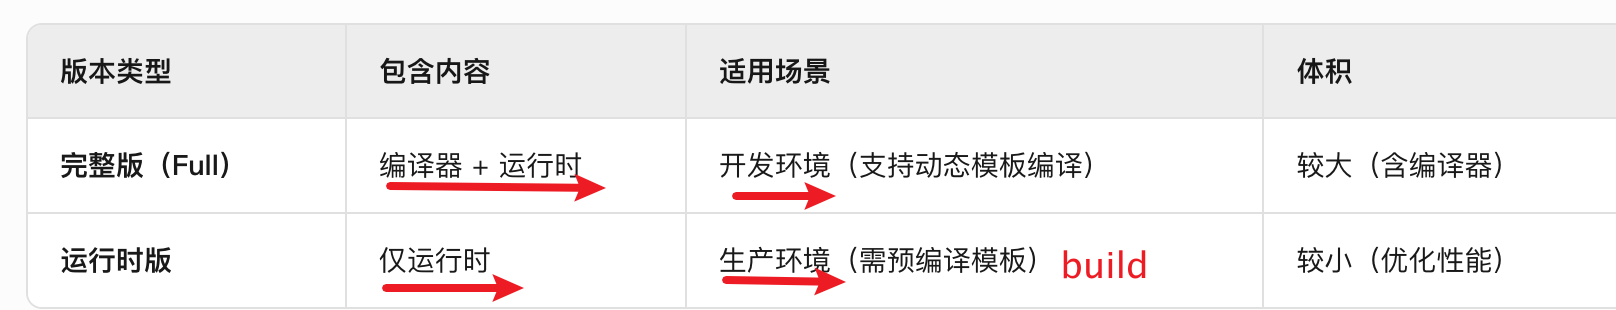 版本类型 包含内容 适用场景 体积
完整版（Full） 编译器 + 运行时 开发环境（支持动态模板编译） 较大（含编译器）
运行时版 仅运行时 生产环境（需预编译模板） build 较小（优化性能）